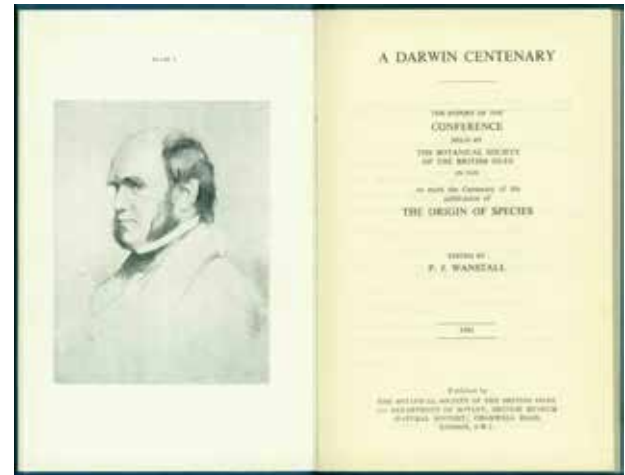 PLATE I
A DARWIN CENTENARY
THE REPORT OF THE
CONFERENCE
HELD BY
THE BOTANICAL SOCIETY
OF THE BRITISH ISLES
to mark the Centenary of the
publication of
THE ORIGIN OF SPECIES
EDITED BY
P. J. WANSTALL
1961
Published by
THE BOTANICAL SOCIETY OF THE BRITISH ISLES
DEPARTMENT OF BOTANY, BRITISH MUSEUM
(NATURAL HISTORY), CROMWELL ROAD,
LONDON, S.W.7.